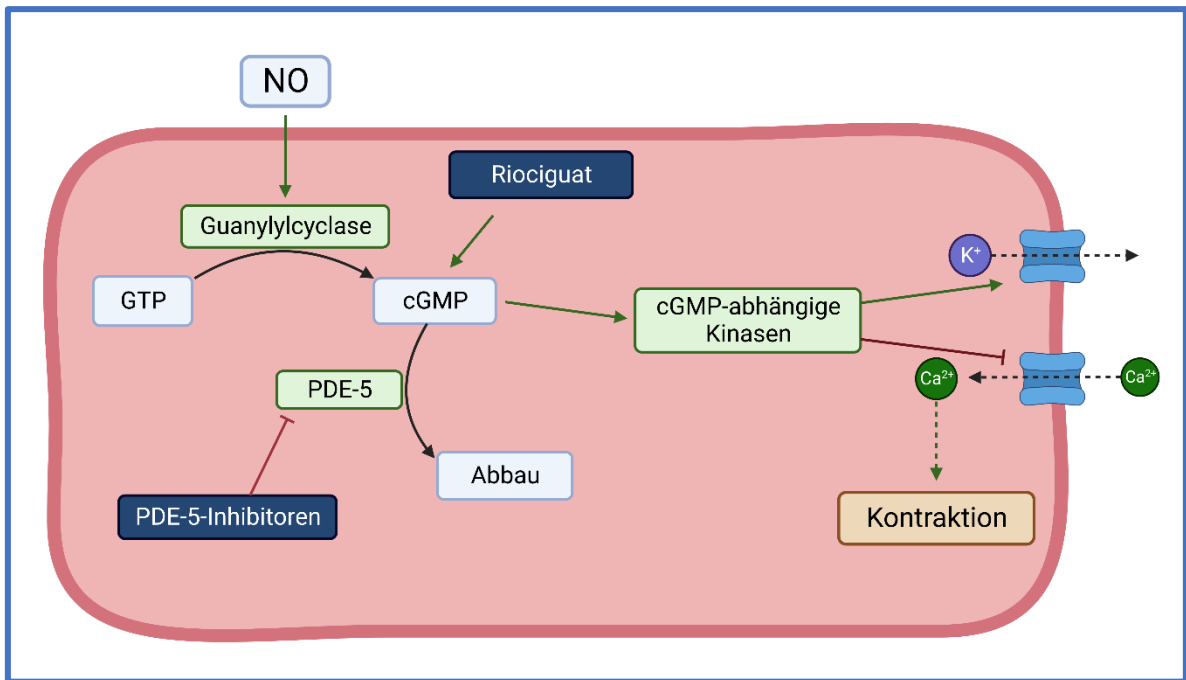 NO
Riociguat
Guanylylcyclase
GTP
cGMP
cGMP-abhängige
Kinasen
K⁺
Ca²⁺
Ca²⁺
PDE-5
Abbau
PDE-5-Inhibitoren
Kontraktion